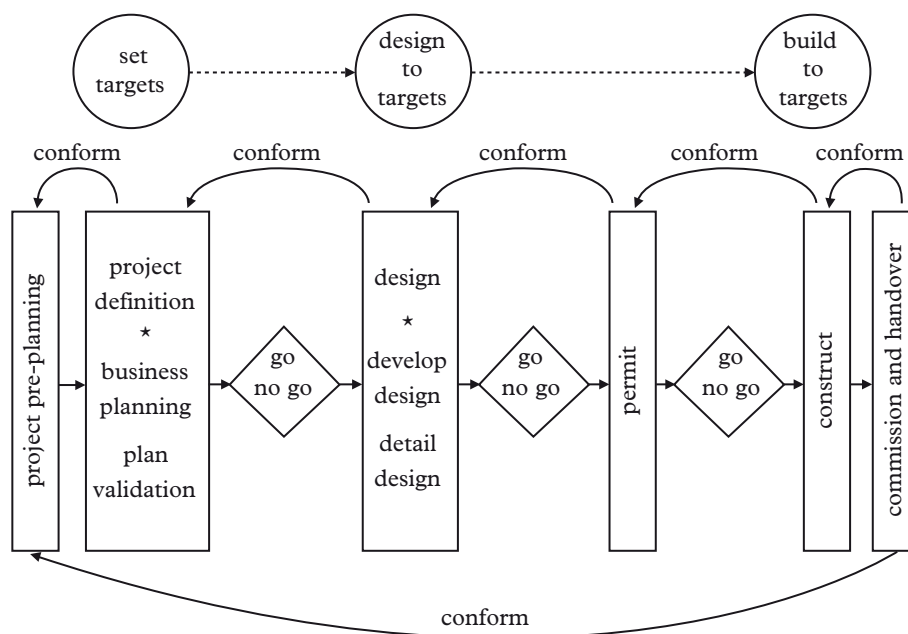 set
targets
design
to
targets
build
to
targets
conform
conform
conform
conform
conform
project pre-planning
project
definition
★
business
planning
plan
validation
go
no go
design
★
develop
design
detail
design
go
no go
permit
go
no go
construct
commission and handover
conform